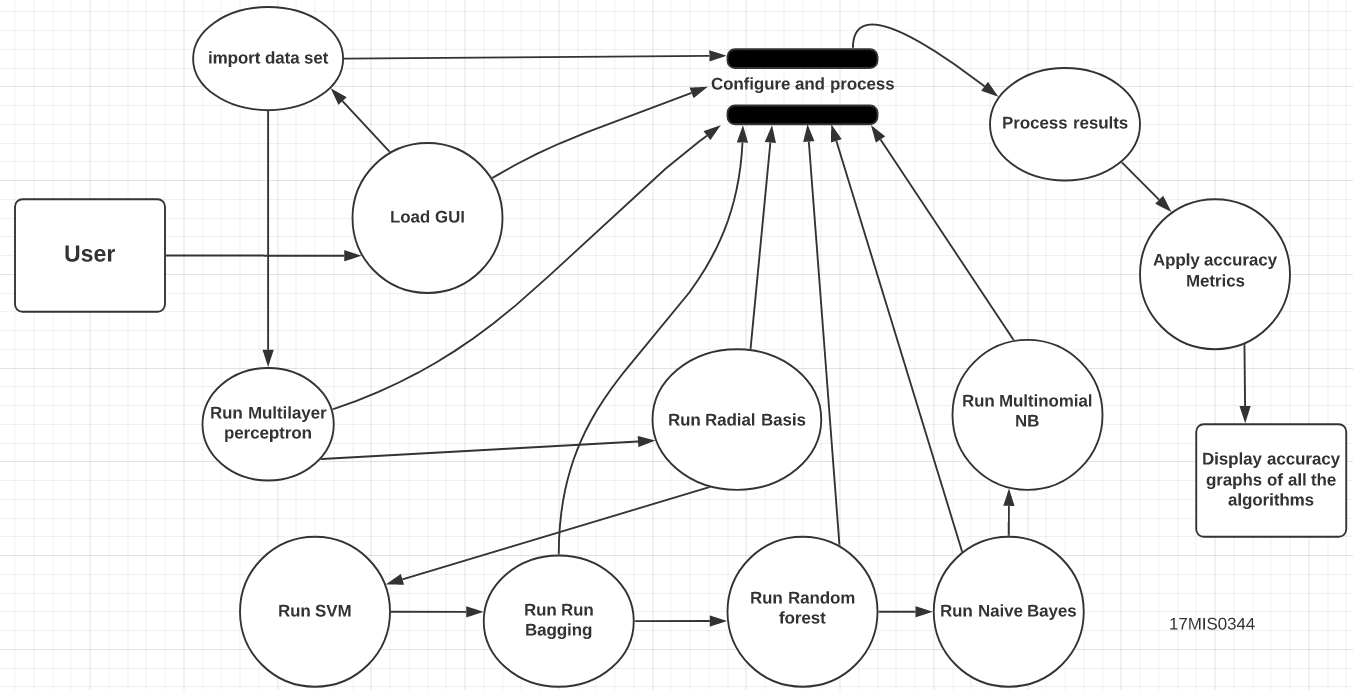 import data set
Configure and process
Process results
Load GUI
User
Apply accuracy
Metrics
Run Multilayer
perceptron
Run Radial Basis
Run Multinomial
NB
Display accuracy
graphs of all the
algorithms
Run SVM
Run Run
Bagging
Run Random
forest
Run Naive Bayes
17MIS0344